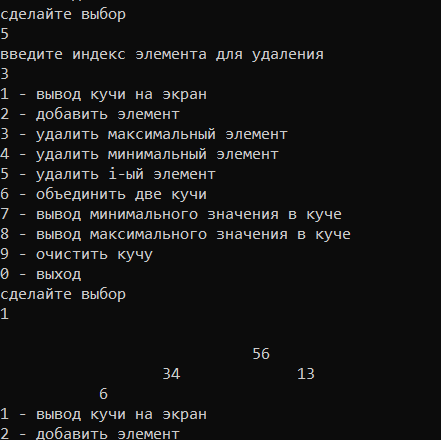 сделайте выбор
5
введите индекс элемента для удаления
3
1 - вывод кучи на экран
2 - добавить элемент
3 - удалить максимальный элемент
4 - удалить минимальный элемент
5 - удалить i-ый элемент
6 - объединить две кучи
7 - вывод минимального значения в куче
8 - вывод максимального значения в куче
9 - очистить кучу
0 - выход
сделайте выбор
1
56
34 13
6
1 - вывод кучи на экран
2 - добавить элемент